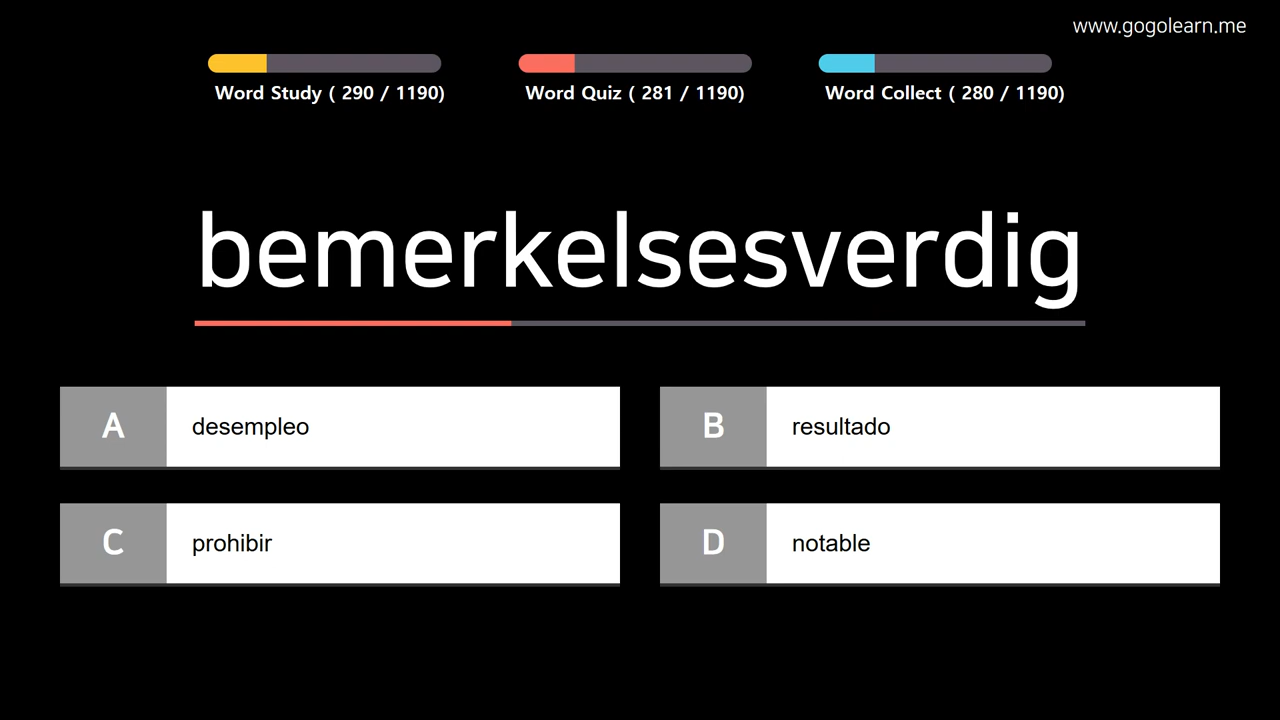 www.gogolearn.me
Word Study ( 290 / 1190)
Word Quiz ( 281 / 1190)
Word Collect ( 280 / 1190)
bemerkelsesverdig
A
desempleo
B
resultado
C
prohibir
D
notable